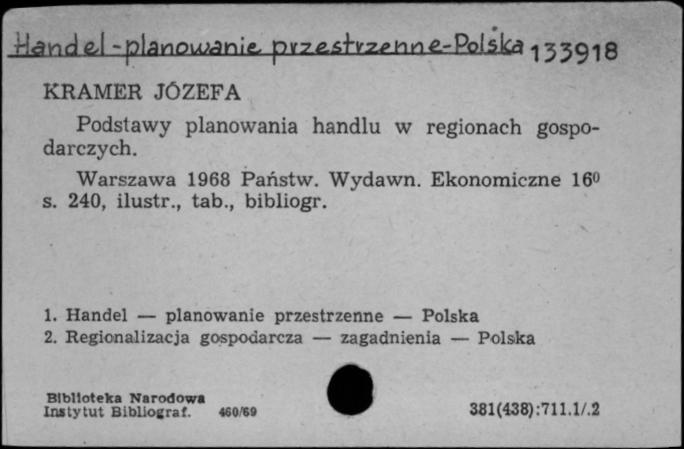 Handel-planowanie przestrzenne-Polska 133918
KRAMER JÓZEFA
Podstawy planowania handlu w regionach gospo-
darczych.
Warszawa 1968 Państw. Wydawn. Ekonomiczne 16⁰
s. 240, ilustr., tab., bibliogr.
1. Handel — planowanie przestrzenne — Polska
2. Regionalizacja gospodarcza — zagadnienia — Polska
Biblioteka Narodowa
Instytut Bibliograf. 460/69 381(438):711.1/.2